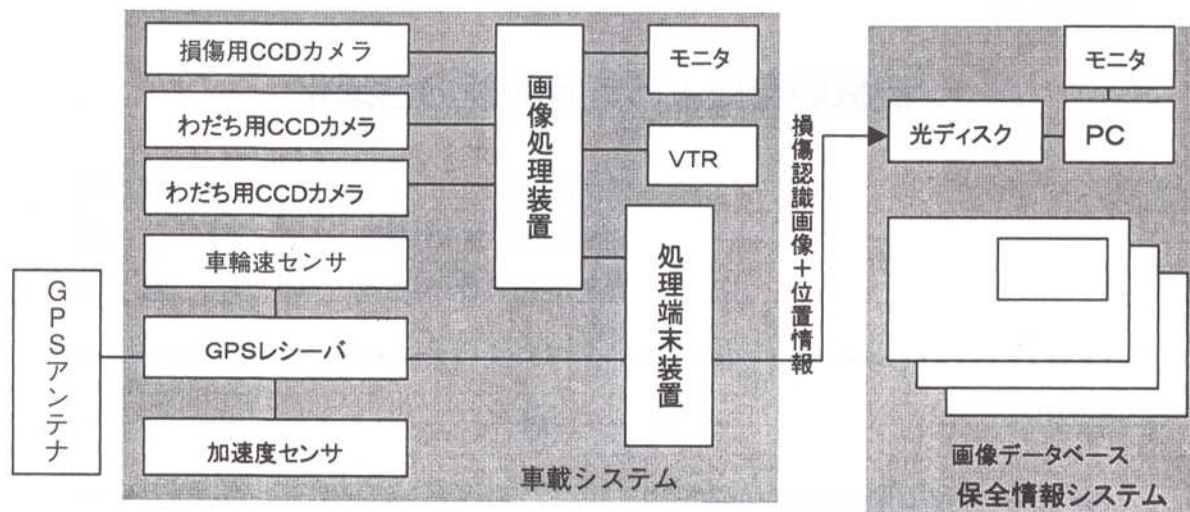 損傷用CCDカメラ
わだち用CCDカメラ
わだち用CCDカメラ
車輪速センサ
GPSアンテナ
GPSレシーバ
加速度センサ
画像処理装置
モニタ
VTR
処理端末装置
車載システム
損傷認識画像+位置情報
モニタ
光ディスク
PC
画像データベース
保全情報システム